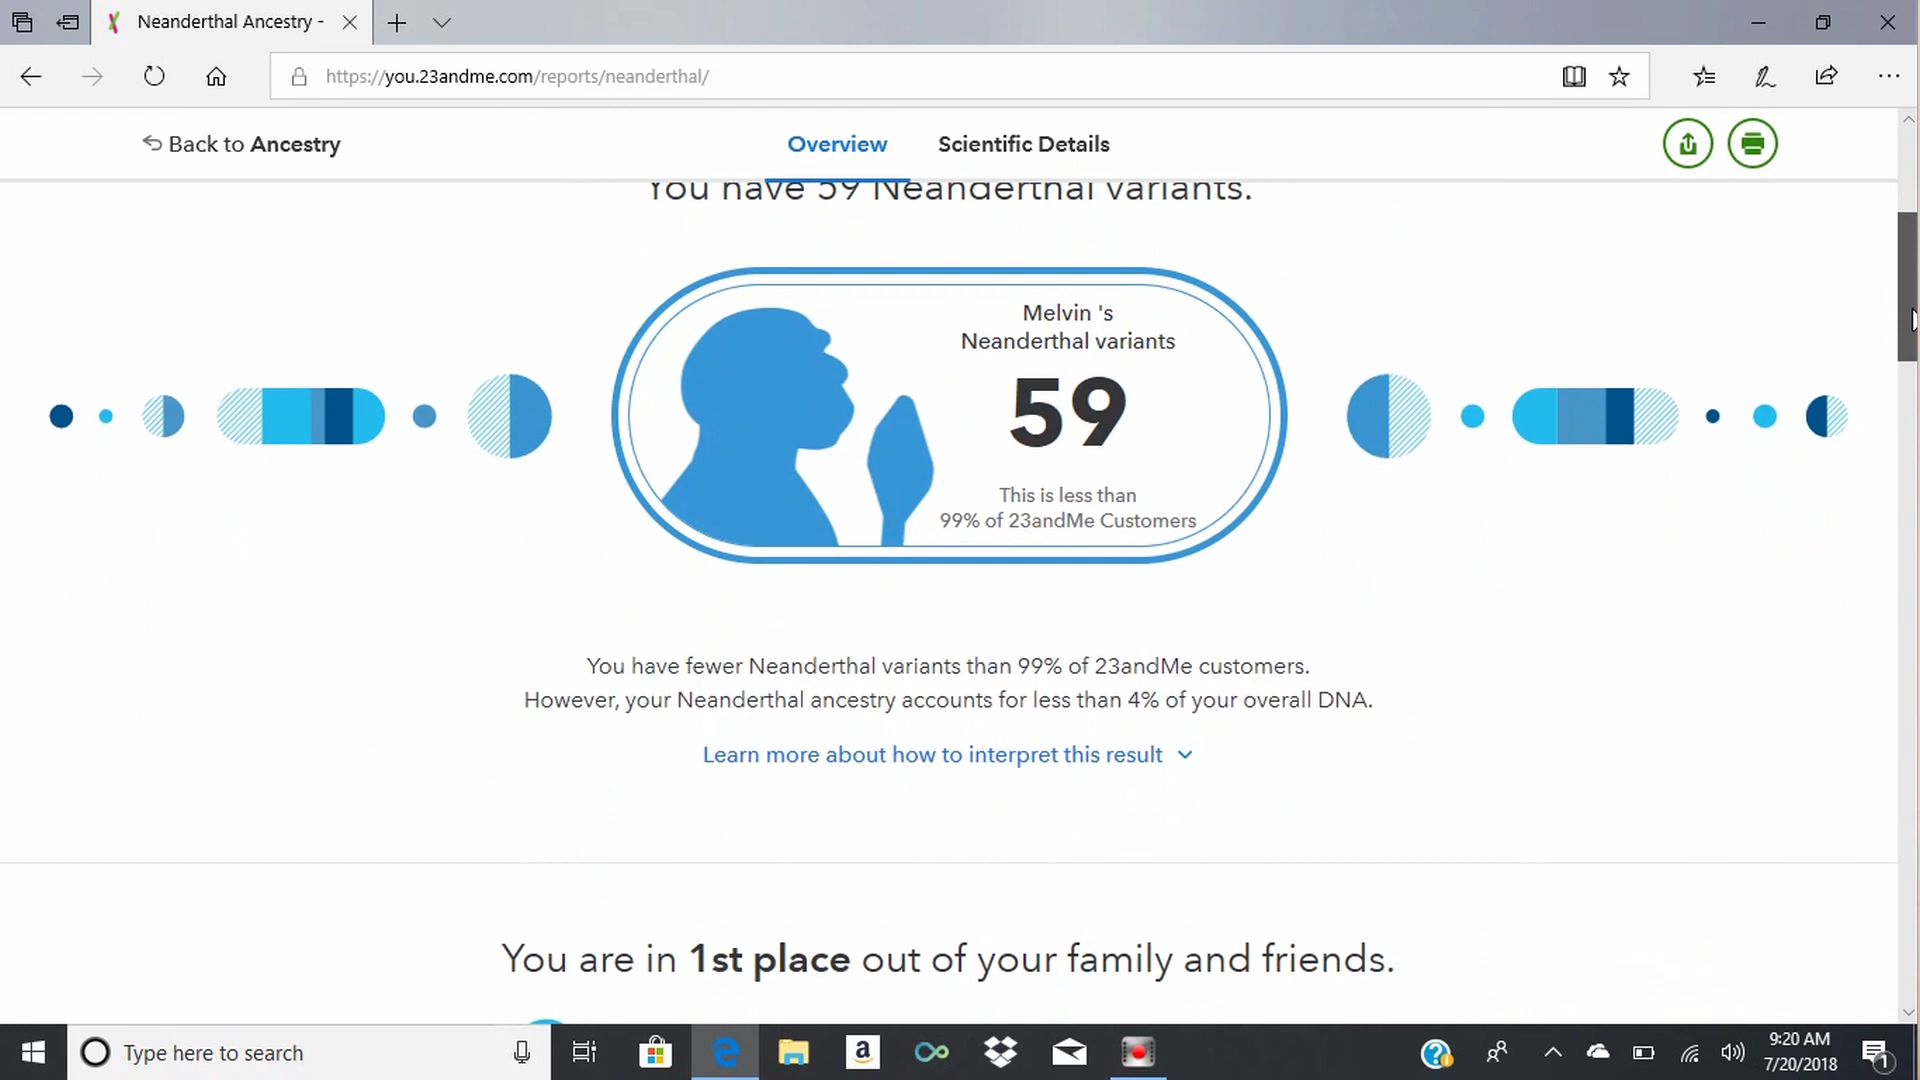 Neanderthal Ancestry -
https://you.23andme.com/reports/neanderthal/
Back to Ancestry
Overview
Scientific Details
You have 59 Neanderthal variants.
Melvin 's
Neanderthal variants
59
This is less than
99% of 23andMe Customers
You have fewer Neanderthal variants than 99% of 23andMe customers.
However, your Neanderthal ancestry accounts for less than 4% of your overall DNA.
Learn more about how to interpret this result
You are in 1st place out of your family and friends.
Type here to search
a
9:20 AM
7/20/2018
1